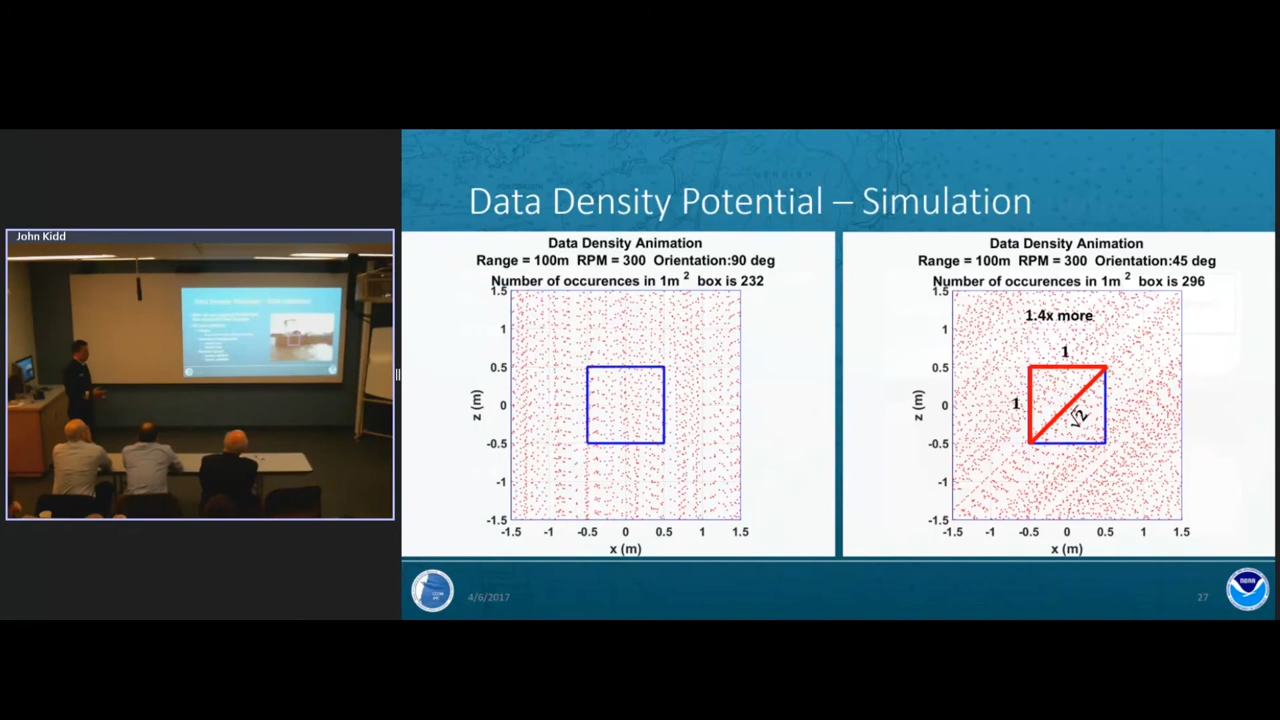 John Kidd
Data Density Potential – Simulation
Data Density Animation
Range = 100m RPM = 300 Orientation:90 deg
Number of occurences in 1m 2 box is 232
1.5
1
0.5
0
-0.5
-1
-1.5
z (m)
-1.5 -1 -0.5 0 0.5 1 1.5
x (m)
Data Density Animation
Range = 100m RPM = 300 Orientation:45 deg
Number of occurences in 1m 2 box is 296
1.4x more
1
1
√2
1.5
1
0.5
0
-0.5
-1
-1.5
z (m)
-1.5 -1 -0.5 0 0.5 1 1.5
x (m)
4/6/2017
27
NOAA